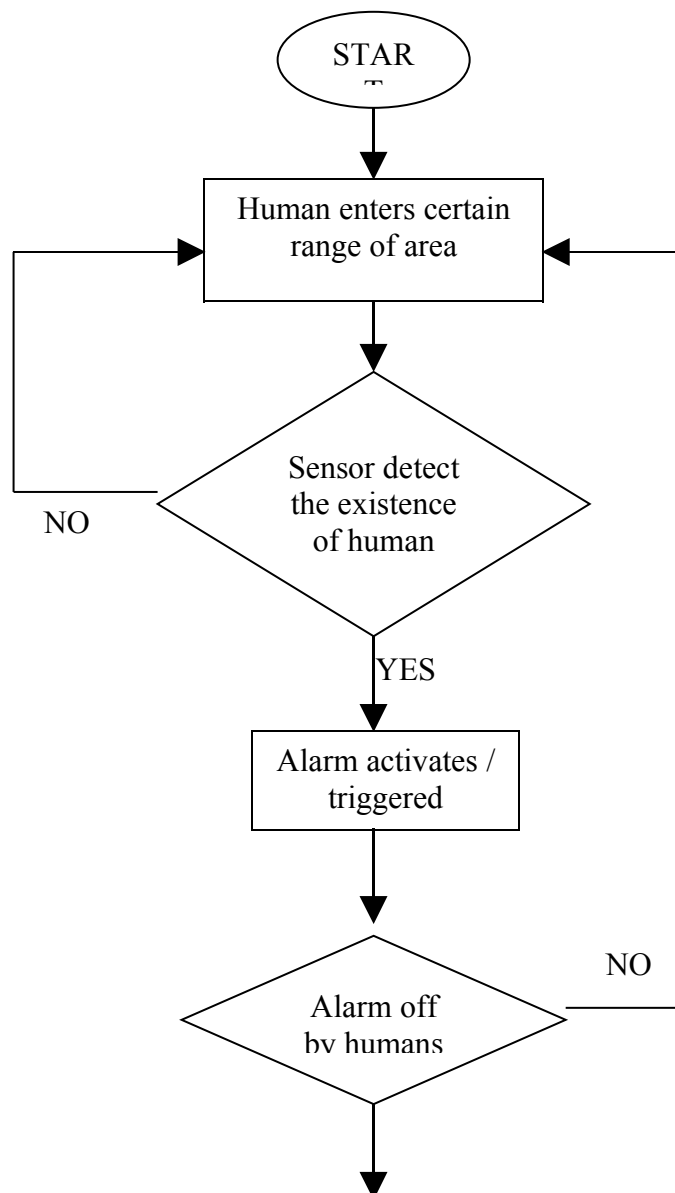 STAR
T
Human enters certain
range of area
Sensor detect
the existence
of human
NO
YES
Alarm activates /
triggered
NO
Alarm off
by humans